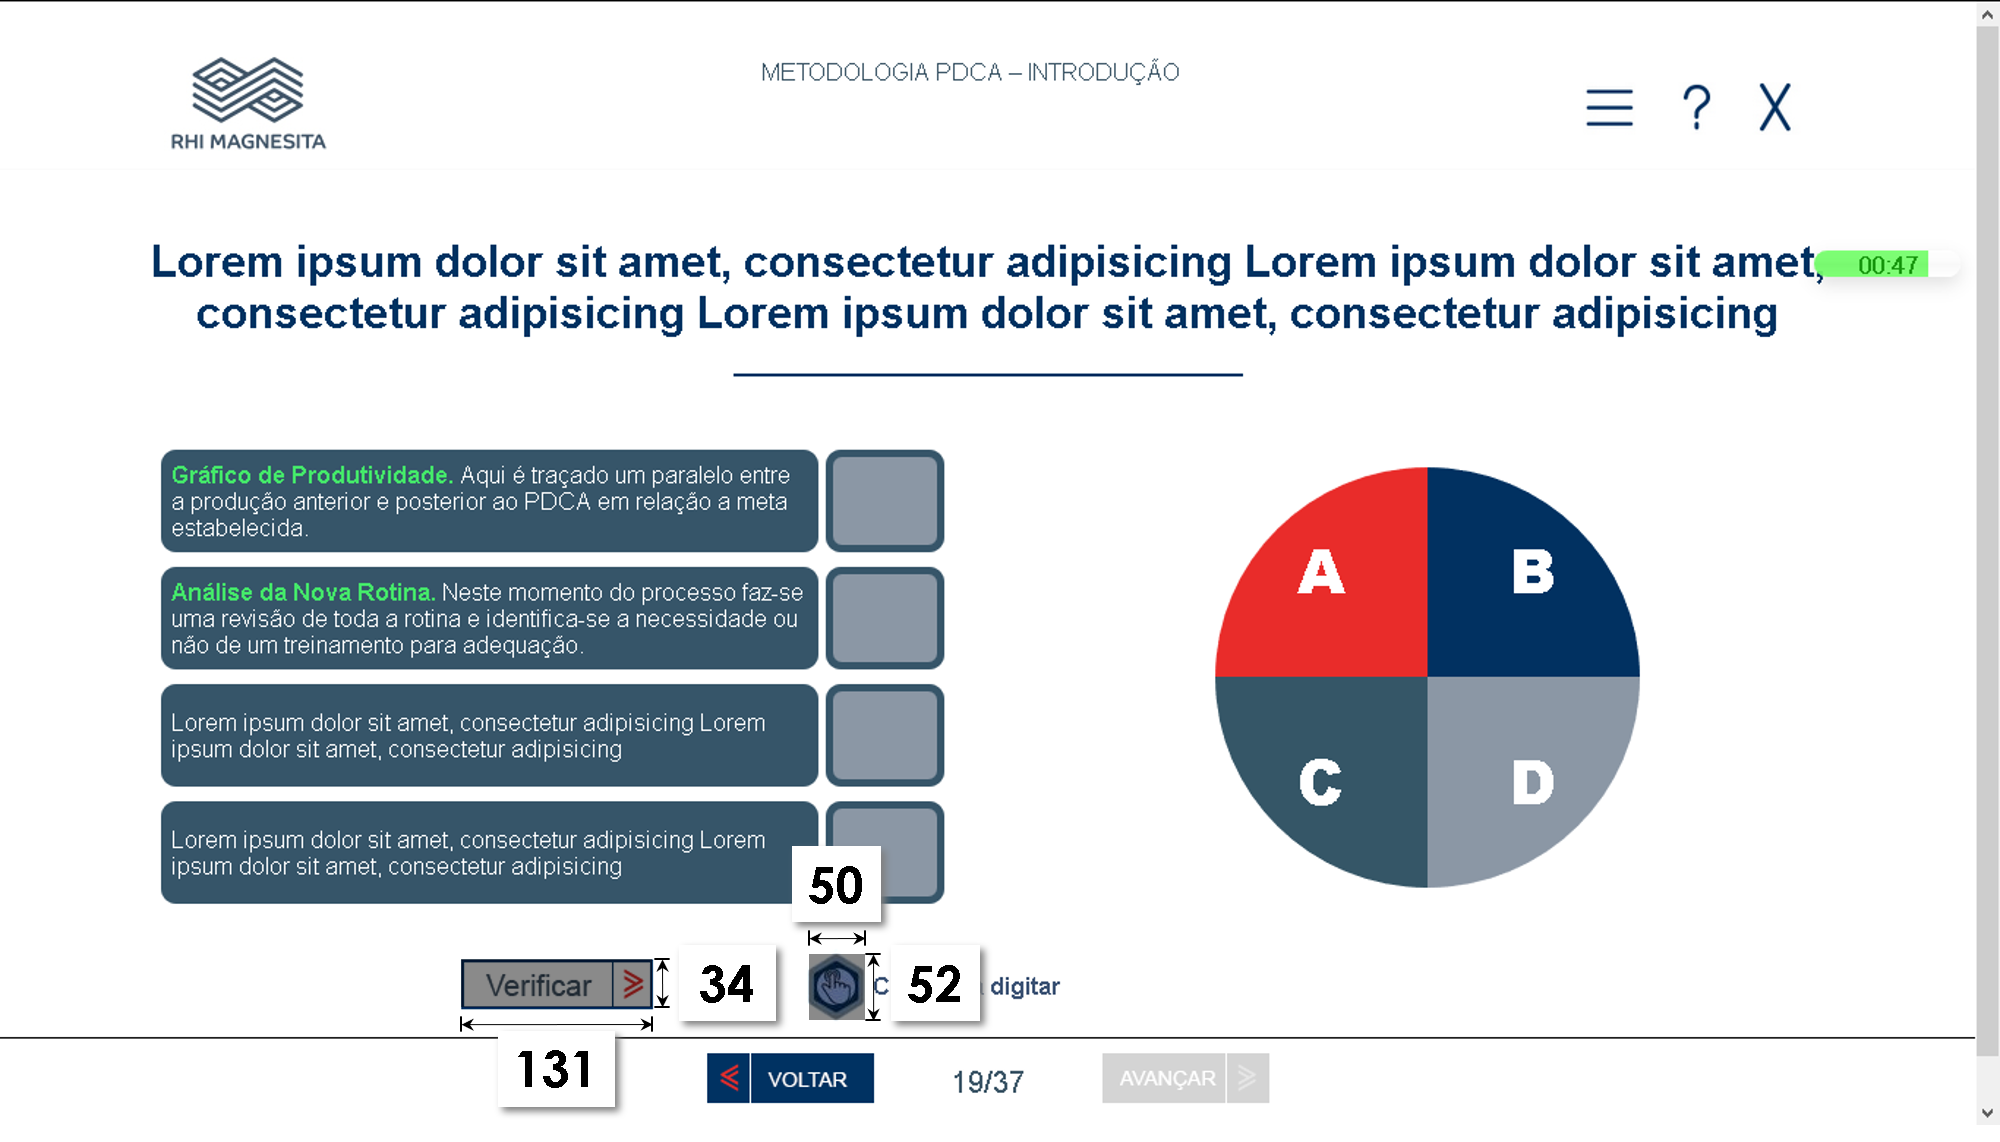 RHI MAGNESITA
METODOLOGIA PDCA – INTRODUÇÃO
? X
Lorem ipsum dolor sit amet, consectetur adipisicing Lorem ipsum dolor sit amet,
consectetur adipisicing Lorem ipsum dolor sit amet, consectetur adipisicing
00:47
Gráfico de Produtividade. Aqui é traçado um paralelo entre
a produção anterior e posterior ao PDCA em relação a meta
estabelecida.
Análise da Nova Rotina. Neste momento do processo faz-se
uma revisão de toda a rotina e identifica-se a necessidade ou
não de um treinamento para adequação.
Lorem ipsum dolor sit amet, consectetur adipisicing Lorem
ipsum dolor sit amet, consectetur adipisicing
Lorem ipsum dolor sit amet, consectetur adipisicing Lorem
ipsum dolor sit amet, consectetur adipisicing
A
B
C
D
50
Verificar
34
52
digitar
131
VOLTAR
19/37
AVANÇAR